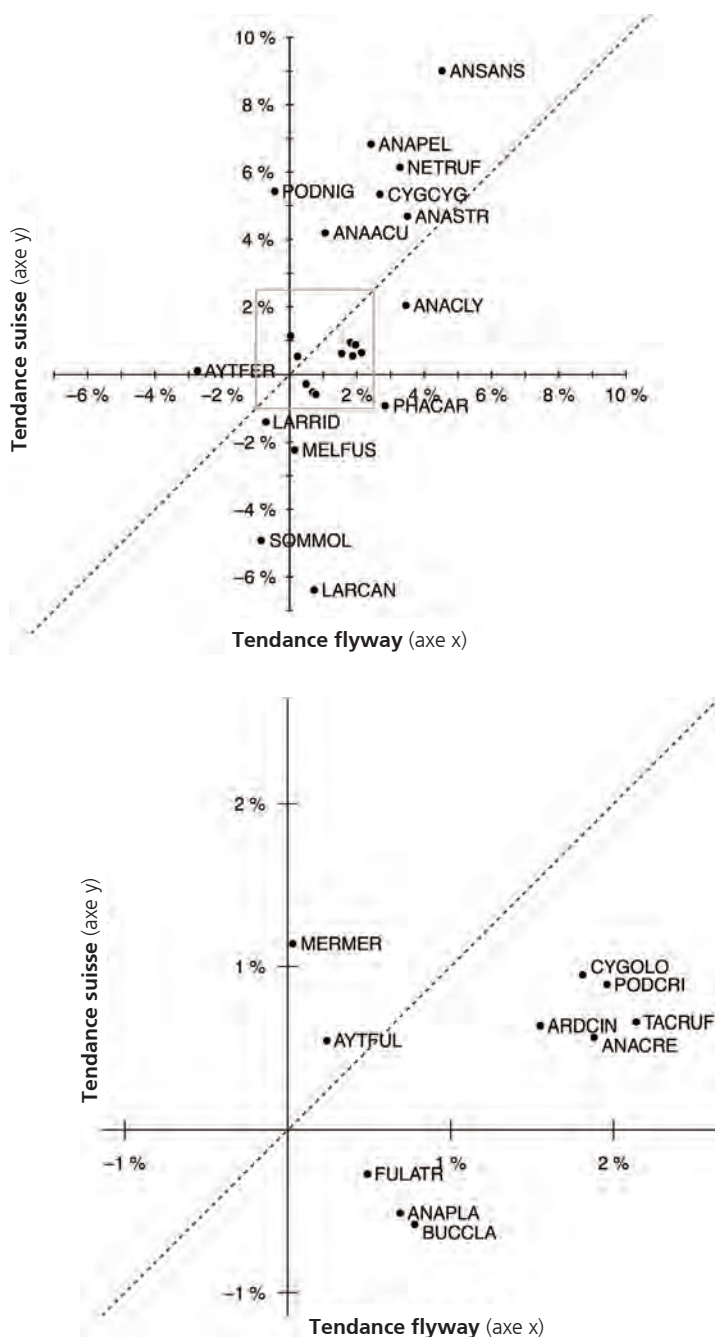 10 %
ANSANS
8 %
ANAPEL
NETRUF
6 %
PODNIG
CYGCYG
ANASTR
ANAACU
4 %
Tendance suisse (axe y)
2 %
ANACLY
AYTFER
−6 %
−4 %
−2 %
2 %
4 %
6 %
8 %
10 %
PHACAR
LARRID
−2 %
MELFUS
−4 %
SOMMOL
−6 %
LARCAN
Tendance flyway (axe x)
2 %
Tendance suisse (axe y)
MERMER
1 %
CYGOLO
PODCRI
ARDCIN
TACRUF
ANACRE
AYTFUL
−1 %
1 %
2 %
FULATR
ANAPLA
BUCCLA
−1 %
Tendance flyway (axe x)